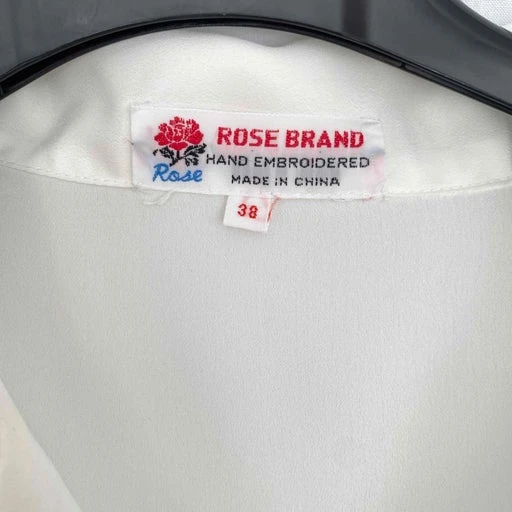 ROSE BRAND
HAND EMBROIDERED
Rose
MADE IN CHINA
38